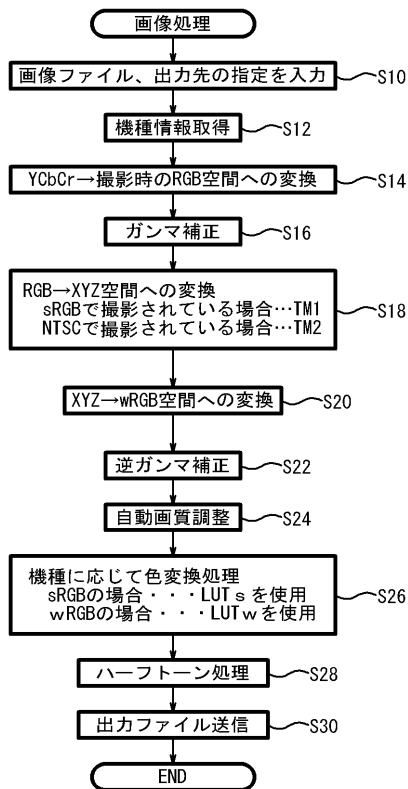 画像処理
画像ファイル、出力先の指定を入力
S10
機種情報取得
S12
YCbCr→撮影時のRGB空間への変換
S14
ガンマ補正
S16
RGB→XYZ空間への変換
sRGBで撮影されている場合…TM1
NTSCで撮影されている場合…TM2
S18
XYZ→wRGB空間への変換
S20
逆ガンマ補正
S22
自動画質調整
S24
機種に応じて色変換処理
sRGBの場合・・・LUTsを使用
wRGBの場合・・・LUTwを使用
S26
ハーフトーン処理
S28
出力ファイル送信
S30
END